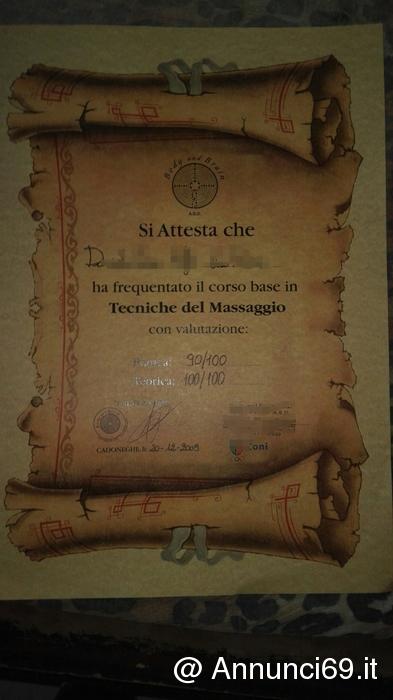 Body and Brain
A.S.D.
Si Attesta che
ha frequentato il corso base in
Tecniche del Massaggio
con valutazione:
Pratica: 90/100
Teorica: 100/100
CADONEGHE, li 20-12-2009
Coni
@ Annunci69.it